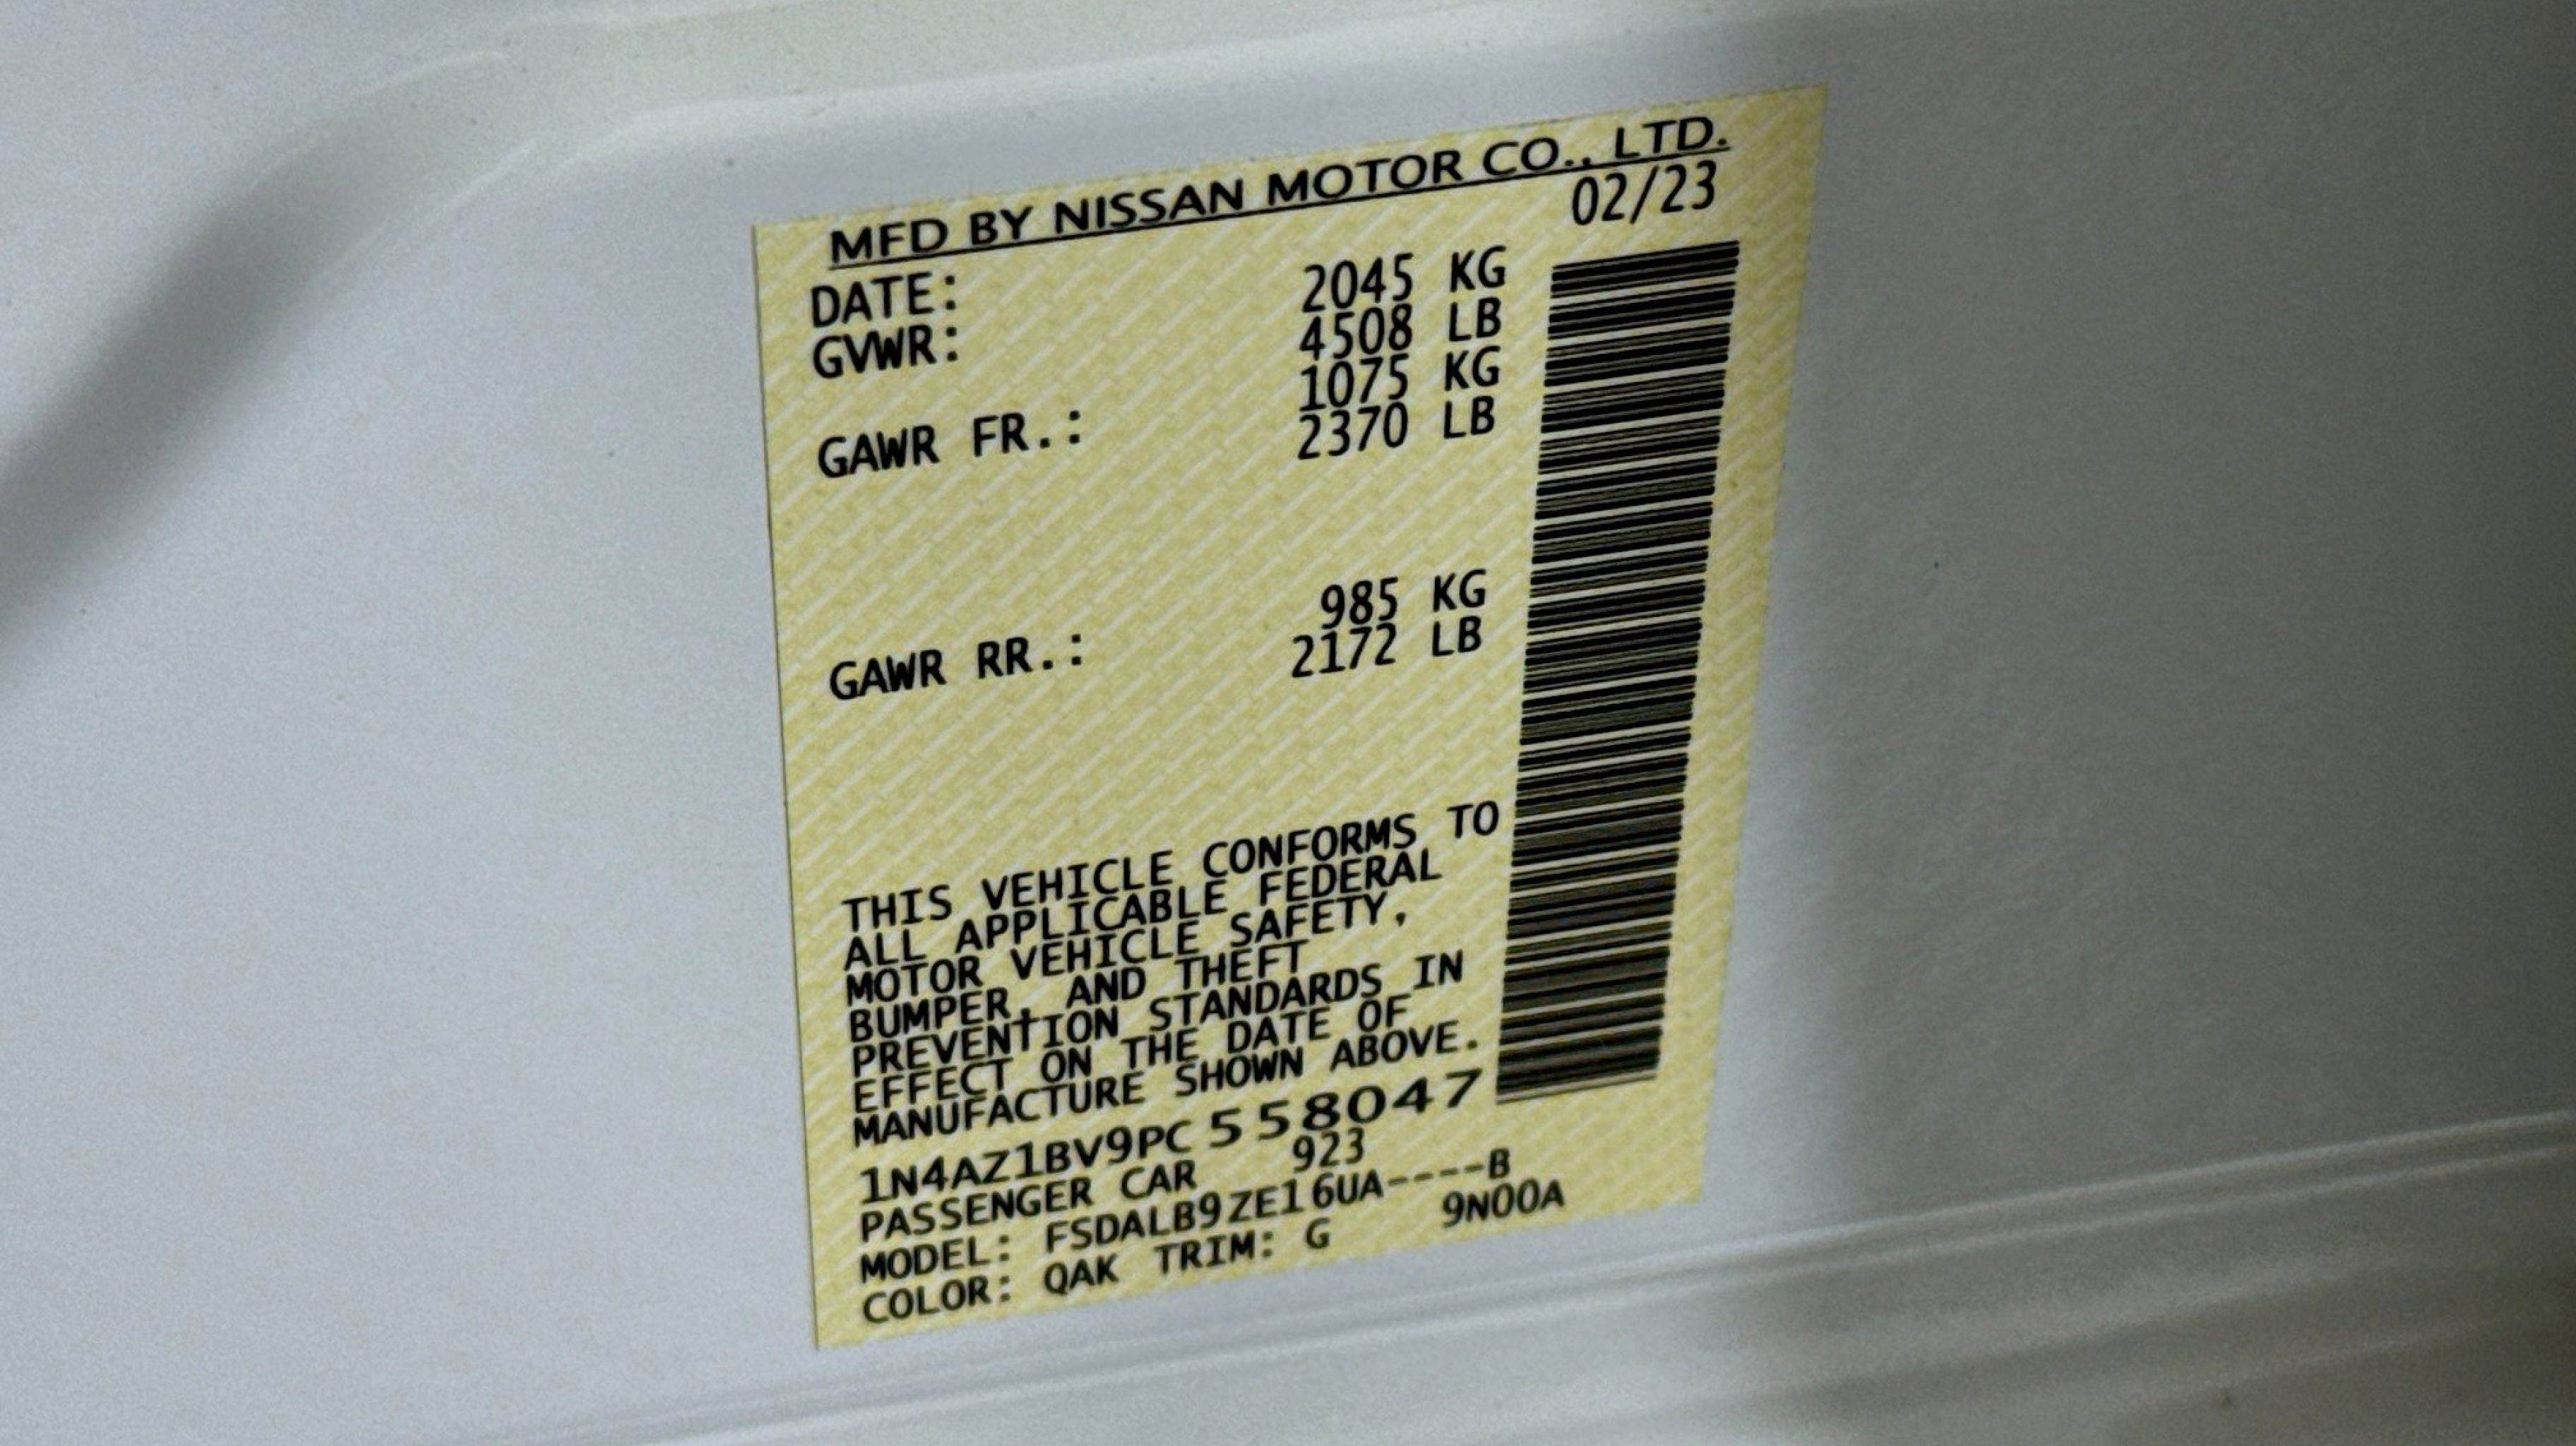 MFD BY NISSAN MOTOR CO., LTD.
DATE: 02/23
GVWR: 2045 KG
4508 LB
GAWR FR.: 1075 KG
2370 LB
GAWR RR.: 985 KG
2172 LB
THIS VEHICLE CONFORMS TO
ALL APPLICABLE FEDERAL
MOTOR VEHICLE SAFETY,
BUMPER, AND THEFT
PREVENTION STANDARDS IN
EFFECT ON THE DATE OF
MANUFACTURE SHOWN ABOVE.
1N4AZ1BV9PC558047
PASSENGER CAR 923
MODEL: FSDALB9ZE16UA----B
COLOR: QAK TRIM: G 9N00A